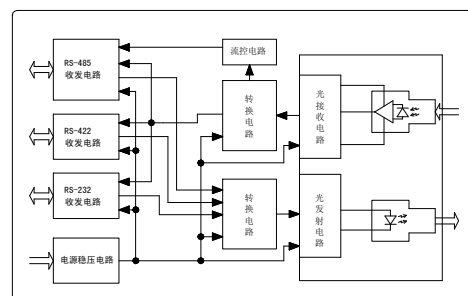 RS-485
收发电路
流控电路
转换电路
光接收电路
RS-422
收发电路
RS-232
收发电路
转换电路
光发射电路
电源稳压电路